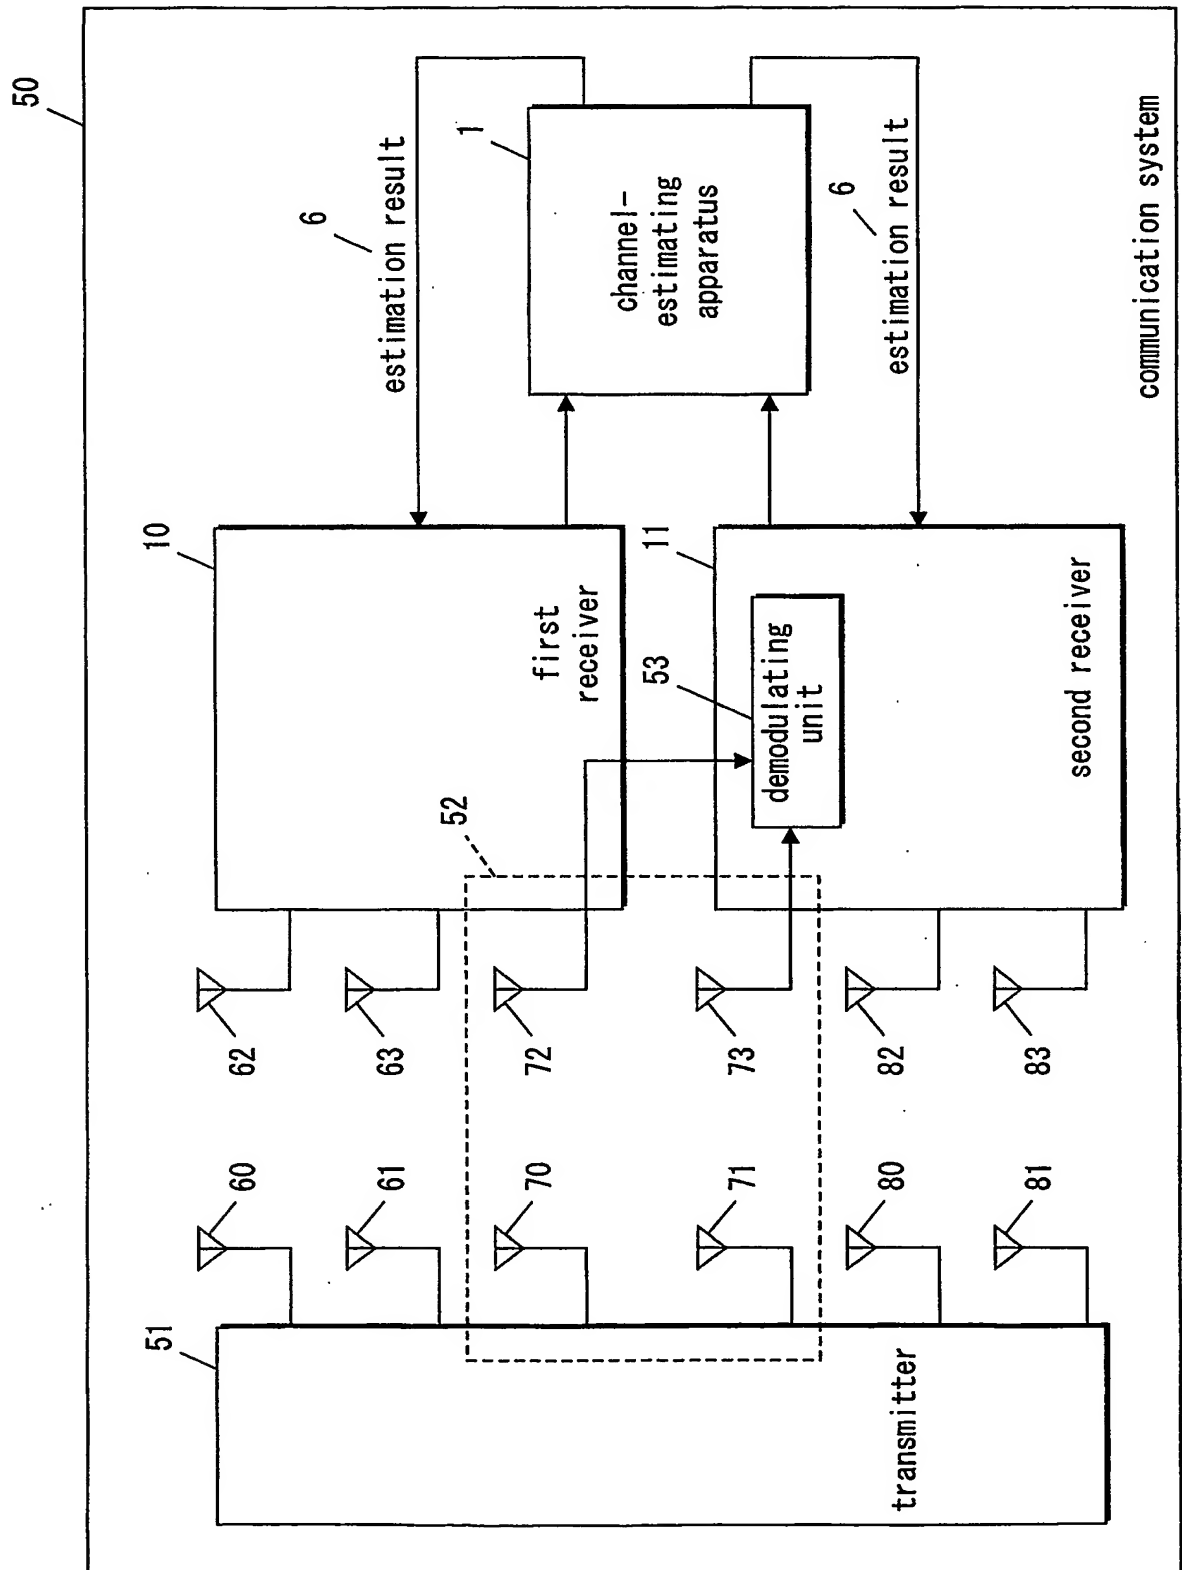 50
51
transmitter
60
61
70
71
80
81
62
63
72
73
82
83
52
10
first
receiver
11
53
demodulating
unit
second receiver
6
estimation result
1
channel-
estimating
apparatus
6
estimation result
communication system